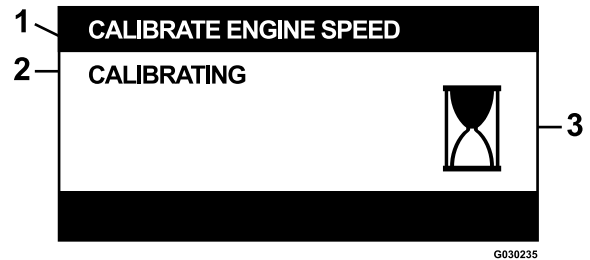 1
CALIBRATE ENGINE SPEED
2
CALIBRATING
3
G030235